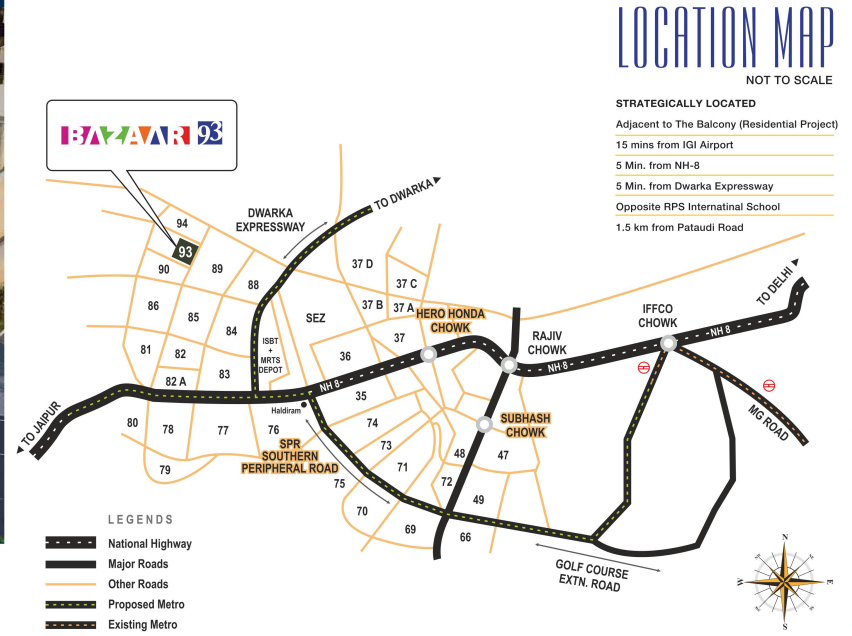 LOCATION MAP
NOT TO SCALE
STRATEGICALLY LOCATED
Adjacent to The Balcony (Residential Project)
15 mins from IGI Airport
5 Min. from NH-8
5 Min. from Dwarka Expressway
Opposite RPS Internatinal School
1.5 km from Pataudi Road
BAZAAR 93
TO DWARKA
DWARKA
EXPRESSWAY
94
93
90
89
88
86
85
84
81
82
82 A
83
ISBT
+
MRTS
DEPOT
SEZ
37 D
37 C
37 B
37 A
37
36
HERO HONDA
CHOWK
RAJIV
CHOWK
IFFCO
CHOWK
TO DELHI
NH 8
NH 8
NH 8
MG ROAD
TO JAIPUR
Haldiram
35
SUBHASH
CHOWK
80
78
77
76
79
SPR
SOUTHERN
PERIPHERAL ROAD
74
73
71
75
70
69
72
48
47
49
66
GOLF COURSE
EXTN. ROAD
LEGENDS
National Highway
Major Roads
Other Roads
Proposed Metro
Existing Metro
N
W
E
S